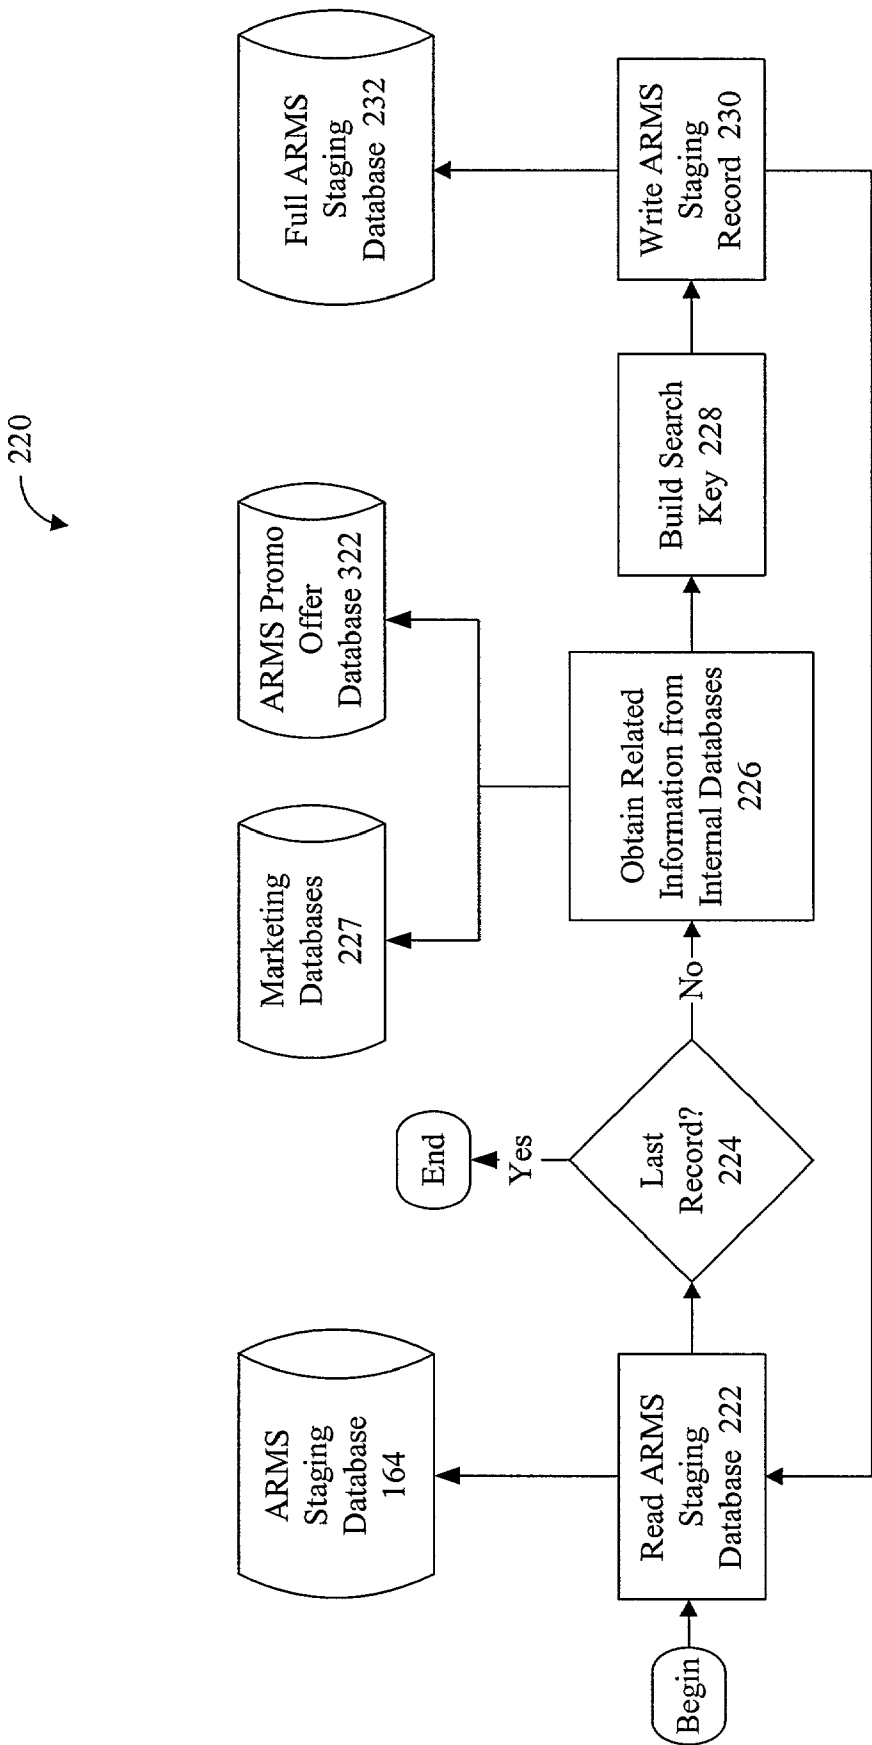 220
ARMS
Staging
Database
164
Marketing
Databases
227
ARMS Promo
Offer
Database 322
Full ARMS
Staging
Database 232
End
Yes
Begin
Read ARMS
Staging
Database 222
Last
Record?
224
No
Obtain Related
Information from
Internal Databases
226
Build Search
Key 228
Write ARMS
Staging
Record 230